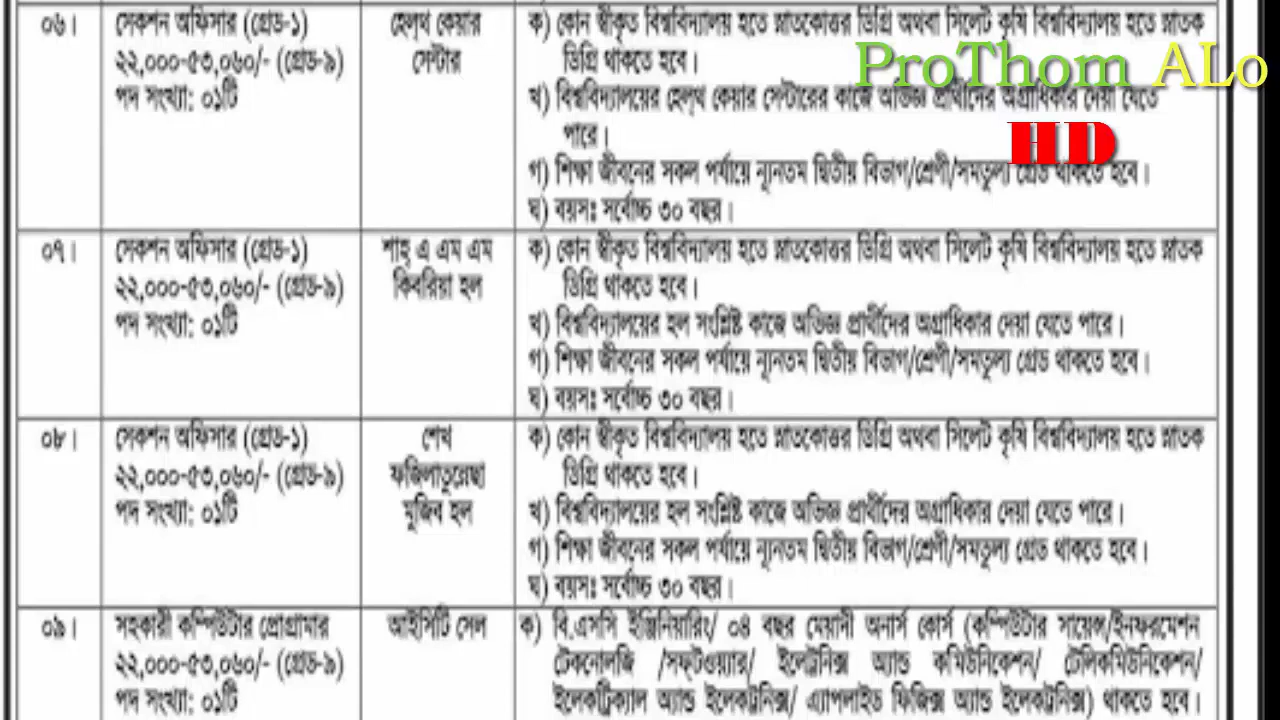 ০৬।
সেকশন অফিসার (গ্রেড-১)
২২,০০০-৫৩,০৬০/- (গ্রেড-৯)
পদ সংখ্যা: ০১টি
হেল্থ কেয়ার
সেন্টার
ক) কোন স্বীকৃত বিশ্ববিদ্যালয় হতে স্নাতকোত্তর ডিগ্রি অথবা সিলেট কৃষি বিশ্ববিদ্যালয় হতে স্নাতক
ডিগ্রি থাকতে হবে।
খ) বিশ্ববিদ্যালয়ের হেল্থ কেয়ার সেন্টারের কাজে অভিজ্ঞ প্রার্থীদের অগ্রাধিকার দেয়া যেতে
পারে।
গ) শিক্ষা জীবনের সকল পর্যায়ে ন্যূনতম দ্বিতীয় বিভাগ/শ্রেণী/সমতুল্য গ্রেড থাকতে হবে।
ঘ) বয়সঃ সর্বোচ্চ ৩০ বছর।
ProThom ALo
HD
০৭।
সেকশন অফিসার (গ্রেড-১)
২২,০০০-৫৩,০৬০/- (গ্রেড-৯)
পদ সংখ্যা: ০১টি
শাহ্ এ এম এম
কিবরিয়া হল
ক) কোন স্বীকৃত বিশ্ববিদ্যালয় হতে স্নাতকোত্তর ডিগ্রি অথবা সিলেট কৃষি বিশ্ববিদ্যালয় হতে স্নাতক
ডিগ্রি থাকতে হবে।
খ) বিশ্ববিদ্যালয়ের হল সংশ্লিষ্ট কাজে অভিজ্ঞ প্রার্থীদের অগ্রাধিকার দেয়া যেতে পারে।
গ) শিক্ষা জীবনের সকল পর্যায়ে ন্যূনতম দ্বিতীয় বিভাগ/শ্রেণী/সমতুল্য গ্রেড থাকতে হবে।
ঘ) বয়সঃ সর্বোচ্চ ৩০ বছর।
০৮।
সেকশন অফিসার (গ্রেড-১)
২২,০০০-৫৩,০৬০/- (গ্রেড-৯)
পদ সংখ্যা: ০১টি
শেখ
ফজিলাতুন্নেছা
মুজিব হল
ক) কোন স্বীকৃত বিশ্ববিদ্যালয় হতে স্নাতকোত্তর ডিগ্রি অথবা সিলেট কৃষি বিশ্ববিদ্যালয় হতে স্নাতক
ডিগ্রি থাকতে হবে।
খ) বিশ্ববিদ্যালয়ের হল সংশ্লিষ্ট কাজে অভিজ্ঞ প্রার্থীদের অগ্রাধিকার দেয়া যেতে পারে।
গ) শিক্ষা জীবনের সকল পর্যায়ে ন্যূনতম দ্বিতীয় বিভাগ/শ্রেণী/সমতুল্য গ্রেড থাকতে হবে।
ঘ) বয়সঃ সর্বোচ্চ ৩০ বছর।
০৯।
সহকারী কম্পিউটার প্রোগ্রামার
২২,০০০-৫৩,০৬০/- (গ্রেড-৯)
পদ সংখ্যা: ০১টি
আইসিটি সেল
ক) বি.এসসি ইঞ্জিনিয়ারিং/ ০৪ বছর মেয়াদী অনার্স কোর্স (কম্পিউটার সায়েন্স/ইনফরমেশন
টেকনোলজি /সফ্টওয়্যার/ ইলেট্রনিক্স অ্যান্ড কমিউনিকেশন/ টেলিকমিউনিকেশন/
ইলেকট্রিক্যাল অ্যান্ড ইলেকট্রনিক্স/ এ্যাপলাইড ফিজিক্স অ্যান্ড ইলেকট্রনিক্স) থাকতে হবে।